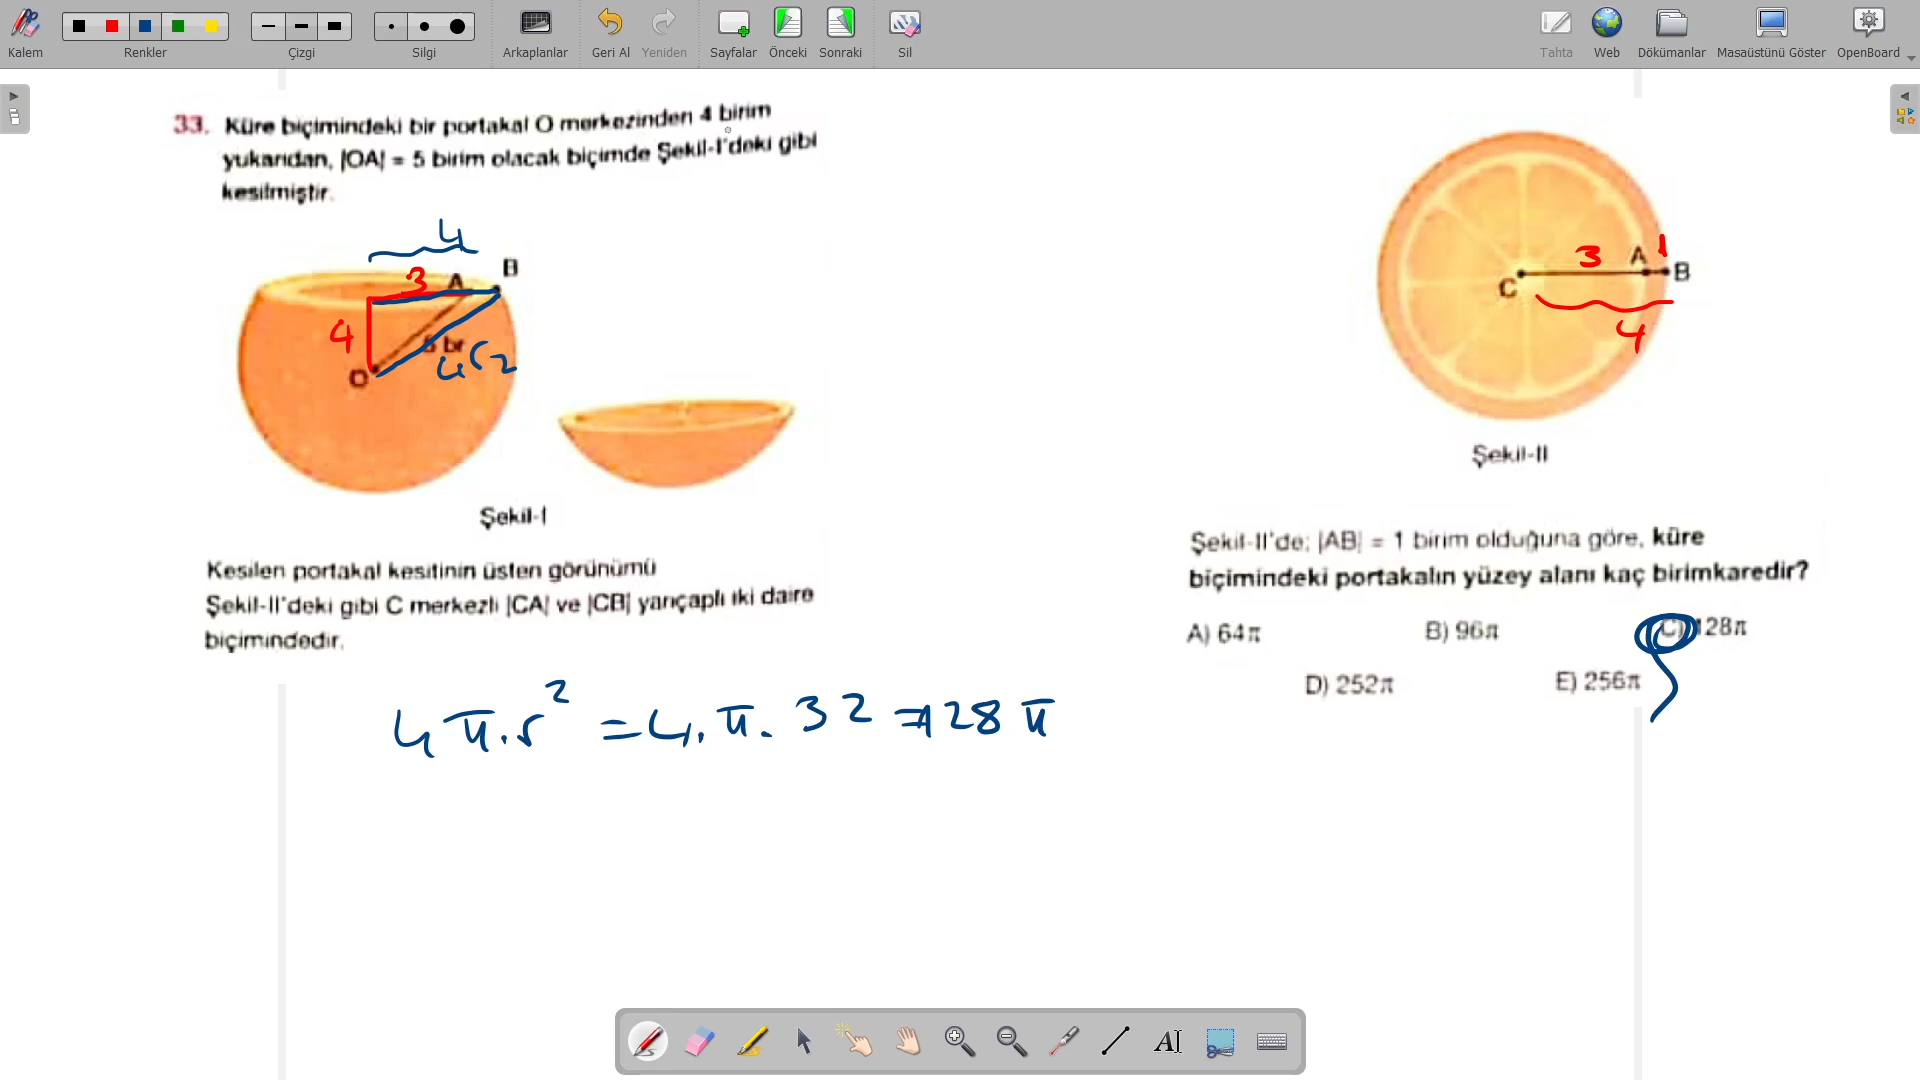 Kalem
Renkler
Çizgi
Silgi
Arkaplanlar
Geri Al
Yeniden
Sayfalar
Önceki
Sonraki
Sil
Tahta
Web
Dökümanlar
Masaüstünü Göster
OpenBoard
33. Küre biçimindeki bir portakal O merkezinden 4 birim
yukarıdan, |OA| = 5 birim olacak biçimde Şekil-I'deki gibi
kesilmiştir.
4
3
A
B
4
5 br
4√2
O
Şekil-I
Kesilen portakal kesitinin üsten görünümü
Şekil-II'deki gibi C merkezli |CA| ve |CB| yarıçaplı iki daire
biçimindedir.
3
A
1
B
C
4
Şekil-II
Şekil-II'de; |AB| = 1 birim olduğuna göre, küre
biçimindeki portakalın yüzey alanı kaç birimkaredir?
A) 64π
B) 96π
C) 128π
D) 252π
E) 256π
4π.r² = 4.π.32 = 128π